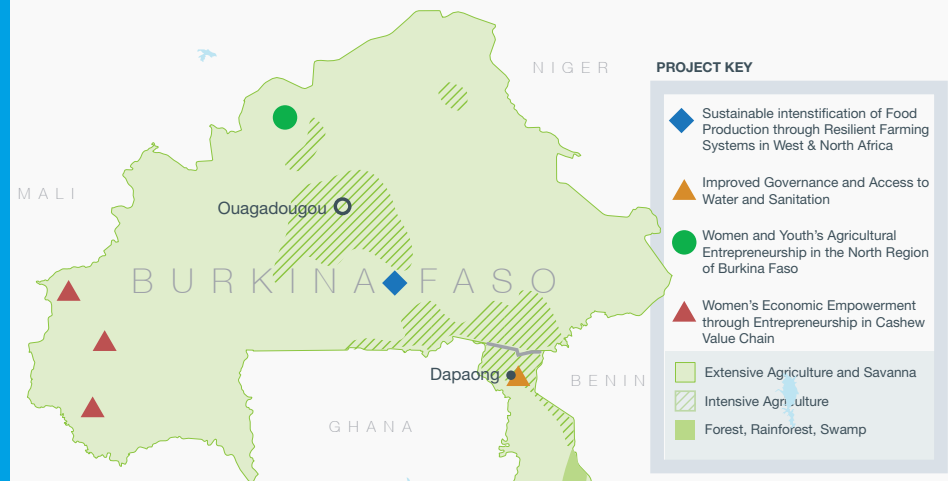 NIGER
PROJECT KEY
Sustainable intenstification of Food
Production through Resilient Farming
Systems in West & North Africa
MALI
Improved Governance and Access to
Water and Sanitation
Ouagadougou
Women and Youth's Agricultural
Entrepreneurship in the North Region
of Burkina Faso
BURKINA FASO
Women's Economic Empowerment
through Entrepreneurship in Cashew
Value Chain
Dapaong
BENIN
Extensive Agriculture and Savanna
Intensive Agriculture
GHANA
Forest, Rainforest, Swamp